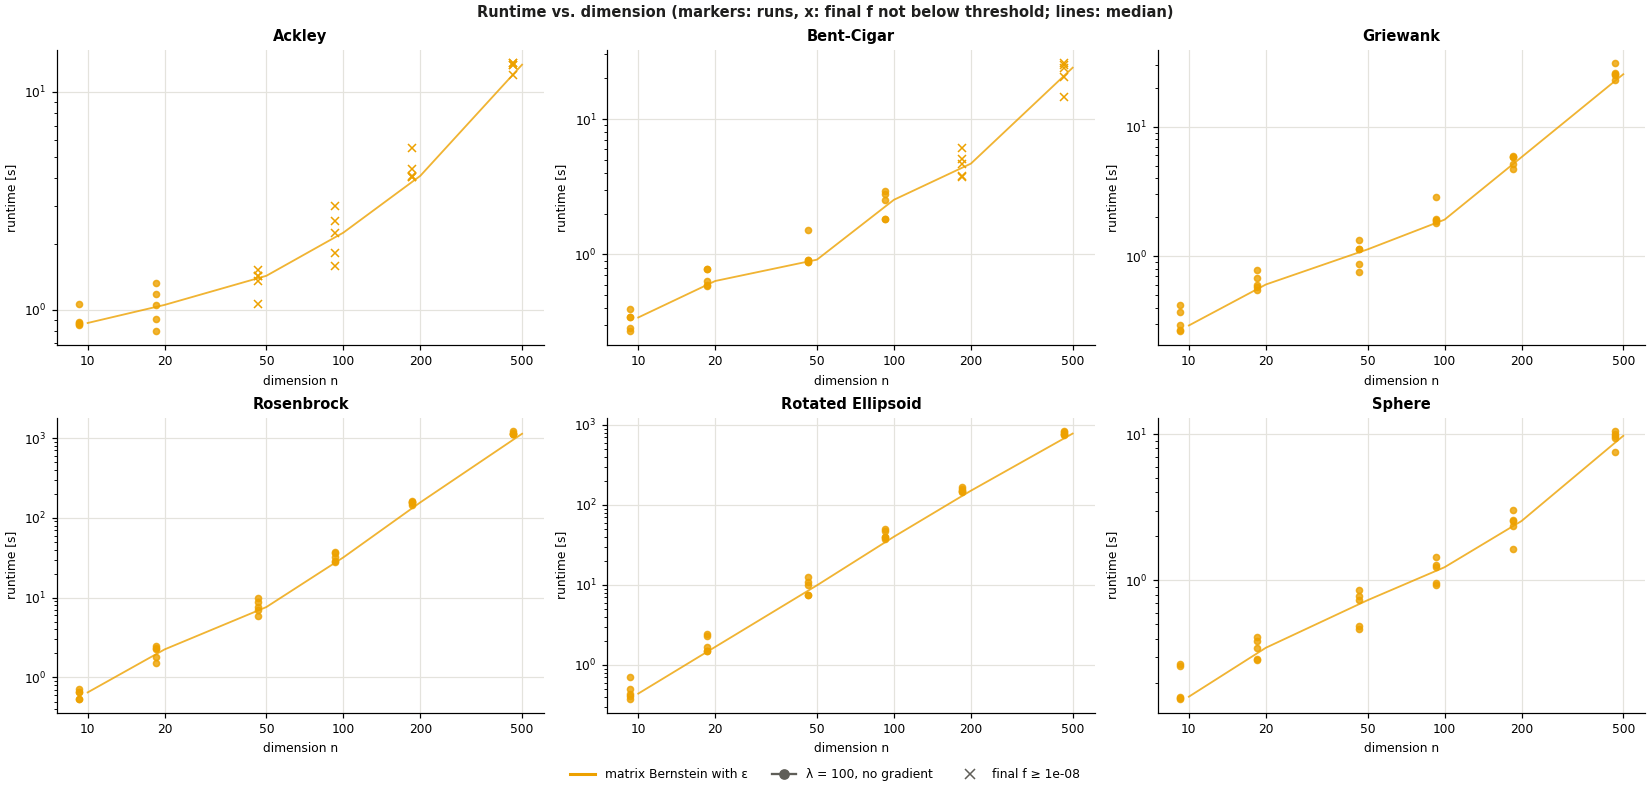 Runtime vs. dimension (markers: runs, x: final f not below threshold; lines: median)
Ackley
runtime [s]
10¹
10⁰
10 20 50 100 200 500
dimension n
Bent-Cigar
runtime [s]
10¹
10⁰
10 20 50 100 200 500
dimension n
Griewank
runtime [s]
10¹
10⁰
10 20 50 100 200 500
dimension n
Rosenbrock
runtime [s]
10³
10²
10¹
10⁰
10 20 50 100 200 500
dimension n
Rotated Ellipsoid
runtime [s]
10³
10²
10¹
10⁰
10 20 50 100 200 500
dimension n
Sphere
runtime [s]
10¹
10⁰
10 20 50 100 200 500
dimension n
matrix Bernstein with ε λ = 100, no gradient final f ≥ 1e-08